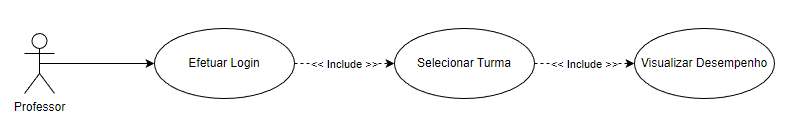 Efetuar Login
<< Include >>
Selecionar Turma
<< Include >>
Visualizar Desempenho
Professor